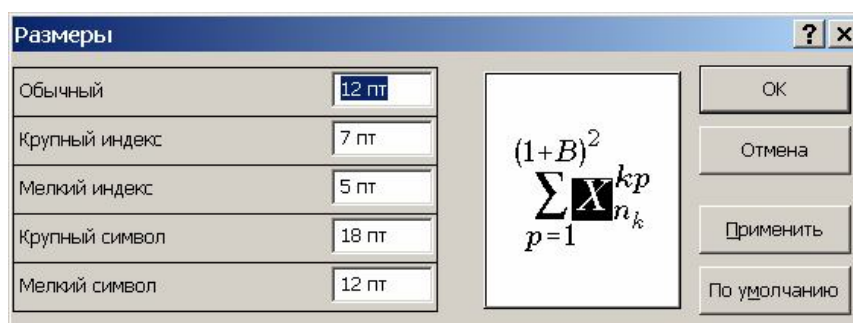 Размеры
Обычный 12 пт
Крупный индекс 7 пт
Мелкий индекс 5 пт
Крупный символ 18 пт
Мелкий символ 12 пт
(1+B)²
∑ X kp
n k
p=1
OK
Отмена
Применить
По умолчанию